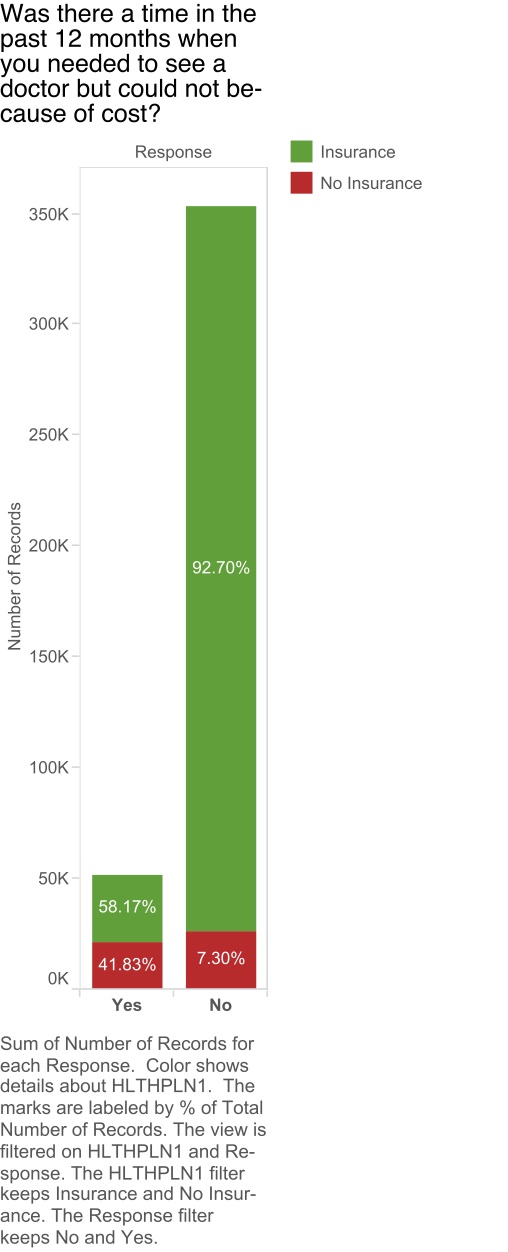 Was there a time in the
past 12 months when
you needed to see a
doctor but could not be-
cause of cost?
Response
Insurance
No Insurance
350K
300K
250K
200K
150K
100K
50K
0K
Number of Records
92.70%
58.17%
41.83%
7.30%
Yes
No
Sum of Number of Records for
each Response.  Color shows
details about HLTHPLN1.  The
marks are labeled by % of Total
Number of Records. The view is
filtered on HLTHPLN1 and Re-
sponse. The HLTHPLN1 filter
keeps Insurance and No Insur-
ance. The Response filter
keeps No and Yes.